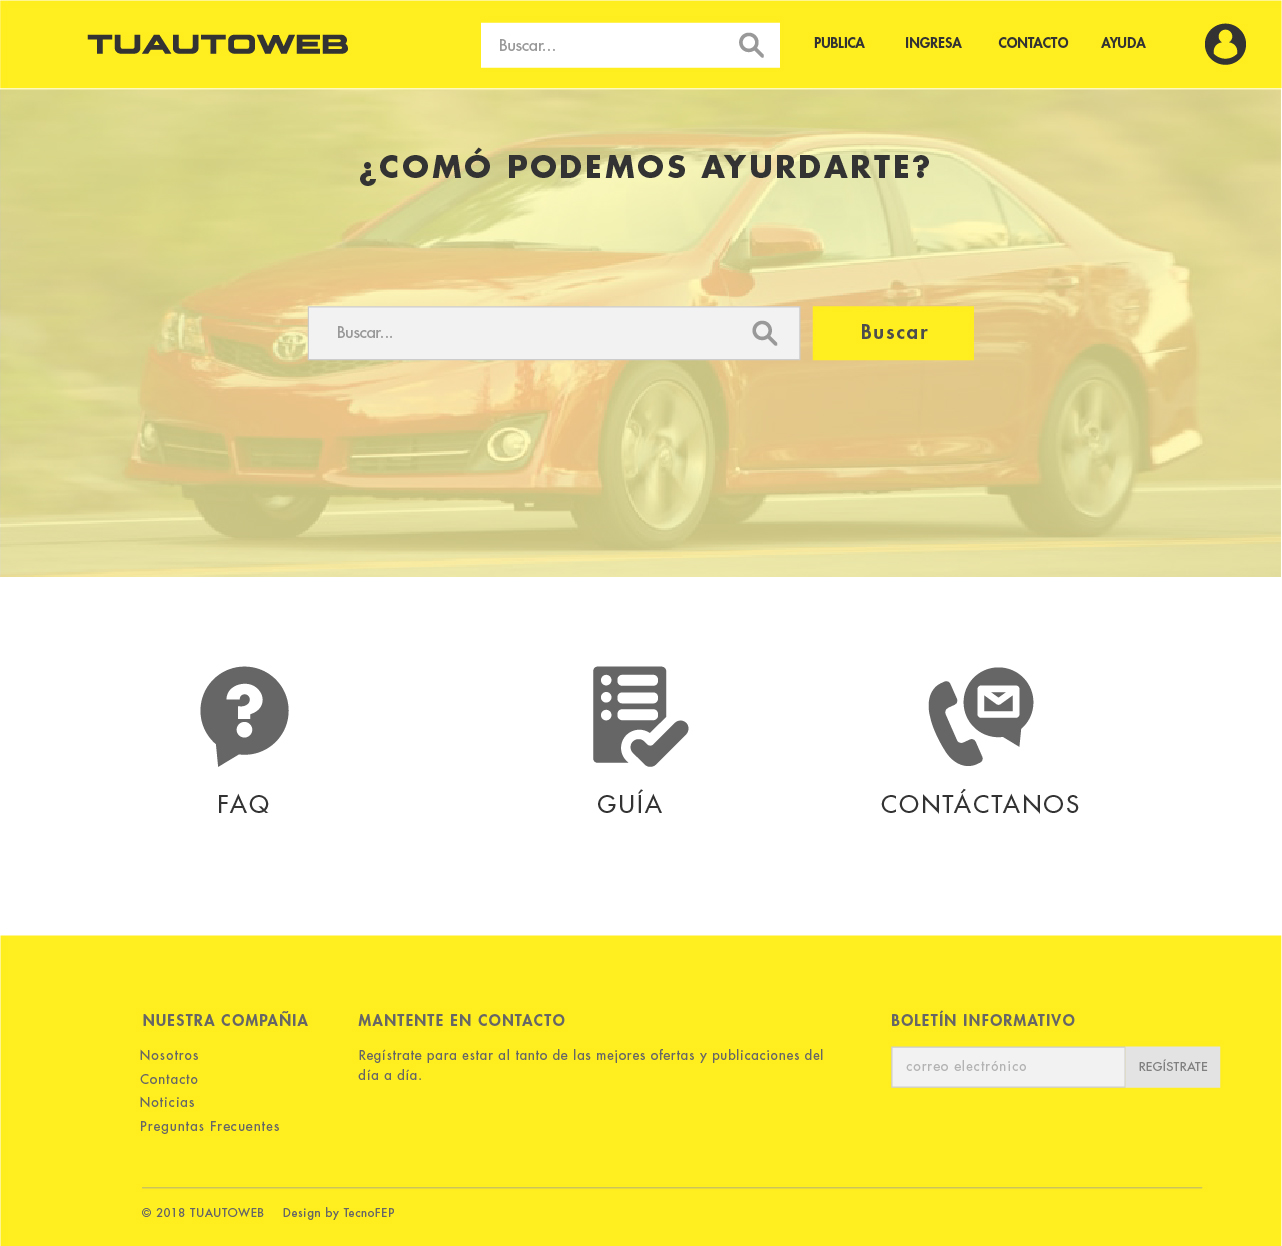 TUAUTOWEB
Buscar...
PUBLICA
INGRESA
CONTACTO
AYUDA
¿COMÓ PODEMOS AYURDARTE?
Buscar...
Buscar
FAQ
GUÍA
CONTÁCTANOS
NUESTRA COMPAÑIA
Nosotros
Contacto
Noticias
Preguntas Frecuentes
MANTENTE EN CONTACTO
Regístrate para estar al tanto de las mejores ofertas y publicaciones del
día a día.
BOLETÍN INFORMATIVO
correo electrónico
REGÍSTRATE
© 2018 TUAUTOWEB
Design by TecnoFEP